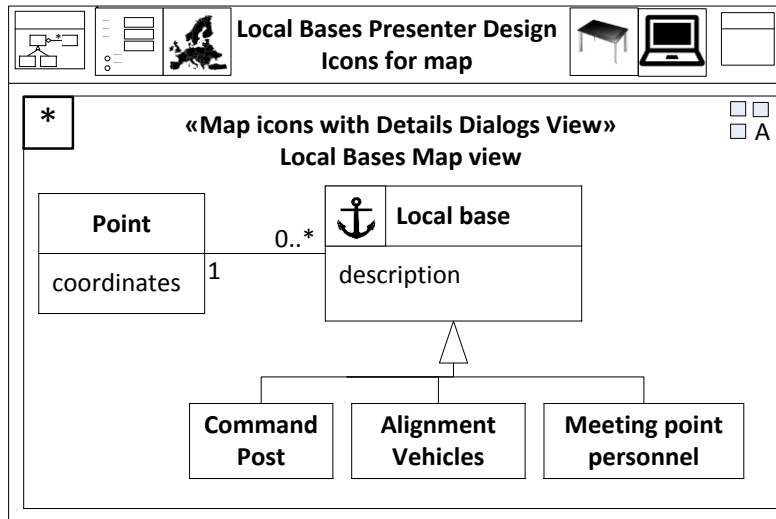 Local Bases Presenter Design
Icons for map
*
«Map icons with Details Dialogs View»
Local Bases Map view
A
Point
coordinates
1
0..*
Local base
description
Command
Post
Alignment
Vehicles
Meeting point
personnel